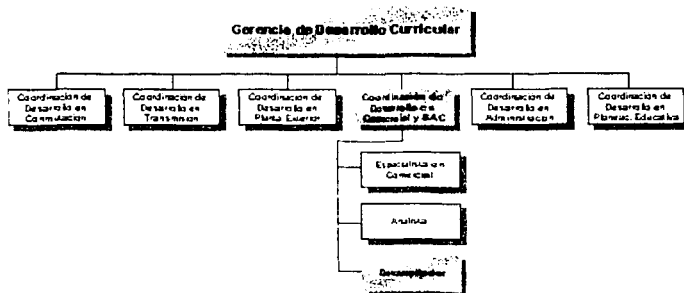 Gerencia de Desarrollo Curricular
Coordinación de
Desarrollo en
Conmutación
Coordinación de
Desarrollo en
Transmisión
Coordinación de
Desarrollo en
Planta Exterior
Coordinación de
Desarrollo en
Comercial y SAC
Coordinación de
Desarrollo en
Administración
Coordinación de
Desarrollo en
Planeac. Educativa
Especialista en
Comercial
Analista